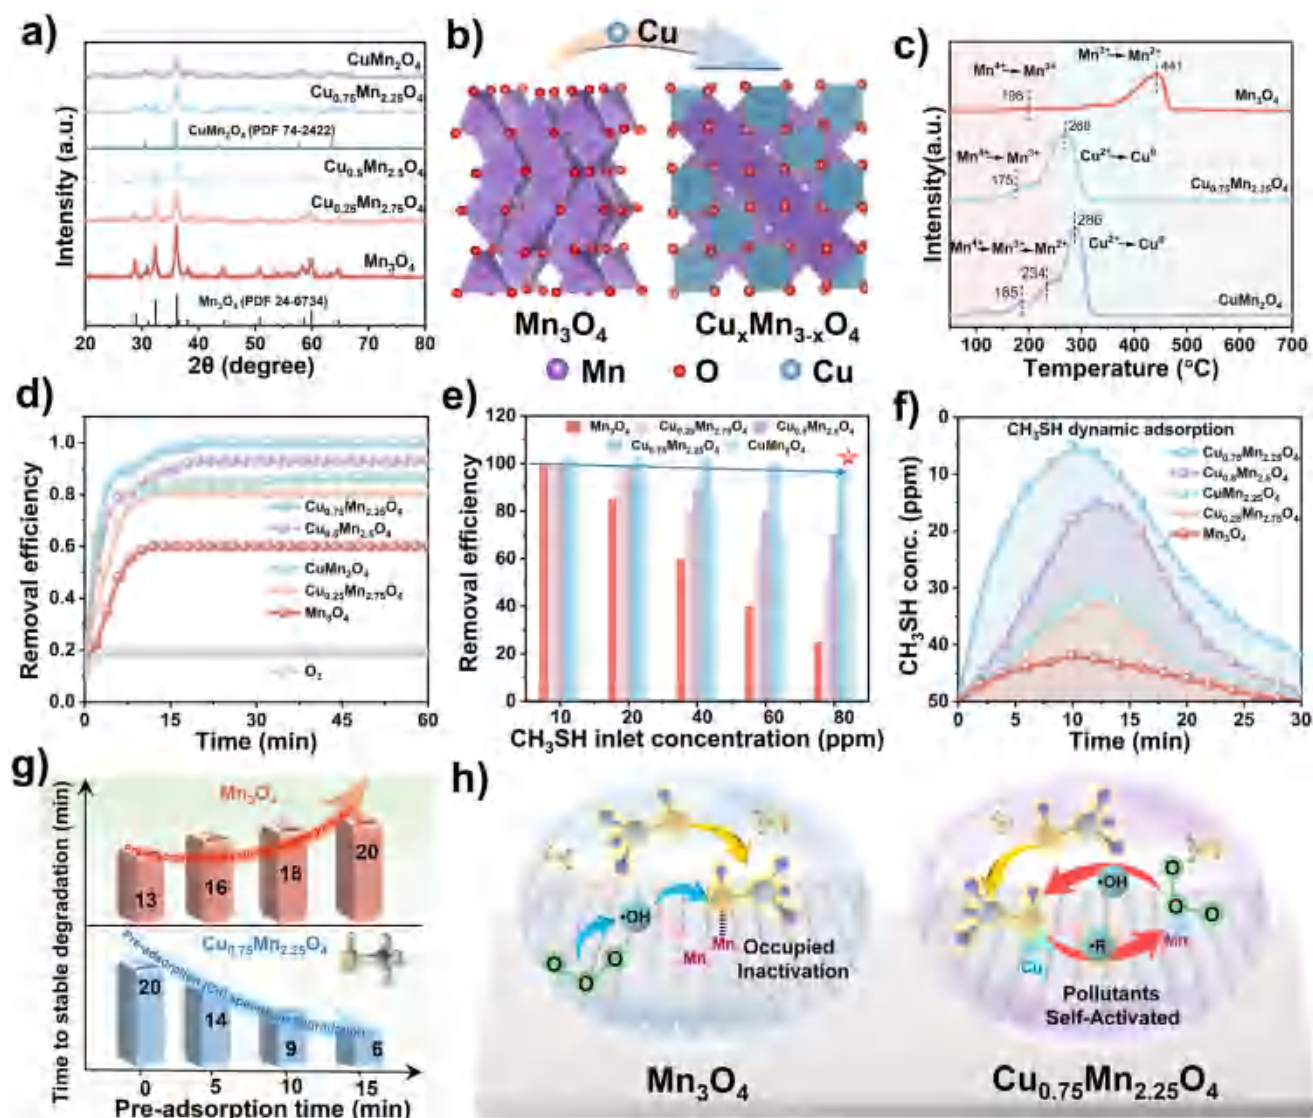 a)
CuMn2O4
Cu0.75Mn2.25O4
CuMn2O4 (PDF 74-2422)
Cu0.5Mn2.5O4
Cu0.25Mn2.75O4
Mn3O4
Mn3O4 (PDF 24-0734)
Intensity (a.u.)
20 30 40 50 60 70 80
2θ (degree)
b)
Cu
Mn3O4
CuxMn3-xO4
Mn O Cu
c)
Mn3+→Mn2+
Mn4+→Mn3+
441
196
Mn3O4
268
Mn4+→Mn3+
Cu2+→Cu0
175
Cu0.75Mn2.25O4
286
Mn4+→Mn3+→Mn2+
Cu2+→Cu0
234
185
CuMn2O4
Intensity(a.u.)
100 200 300 400 500 600 700
Temperature (°C)
d)
1.0
0.8
0.6
0.4
0.2
0.0
Removal efficiency
Cu0.75Mn2.25O4
Cu0.5Mn2.5O4
CuMn2O4
Cu0.25Mn2.75O4
Mn3O4
O3
0 15 30 45 60
Time (min)
e)
120
100
80
60
40
20
0
Removal efficiency
Mn3O4 Cu0.25Mn2.75O4 Cu0.5Mn2.5O4
Cu0.75Mn2.25O4 CuMn2O4
10 20 40 60 80
CH3SH inlet concentration (ppm)
f)
0
10
20
30
40
50
CH3SH conc. (ppm)
CH3SH dynamic adsorption
Cu0.75Mn2.25O4
Cu0.5Mn2.5O4
CuMn2.25O4
Cu0.25Mn2.75O4
Mn3O4
0 5 10 15 20 25 30
Time (min)
g)
Time to stable degradation (min)
Mn3O4
13 16 18 20
Cu0.75Mn2.25O4
Pre-adsorption (Cu) speeds up degradation
20 14 9 6
0 5 10 15
Pre-adsorption time (min)
h)
•OH
O O O
Mn Mn
Occupied
Inactivation
Mn3O4
•OH
O O O
•R
Cu
Mn
Pollutants
Self-Activated
Cu0.75Mn2.25O4